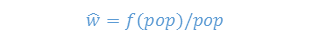 ŵ = f(pop)/pop